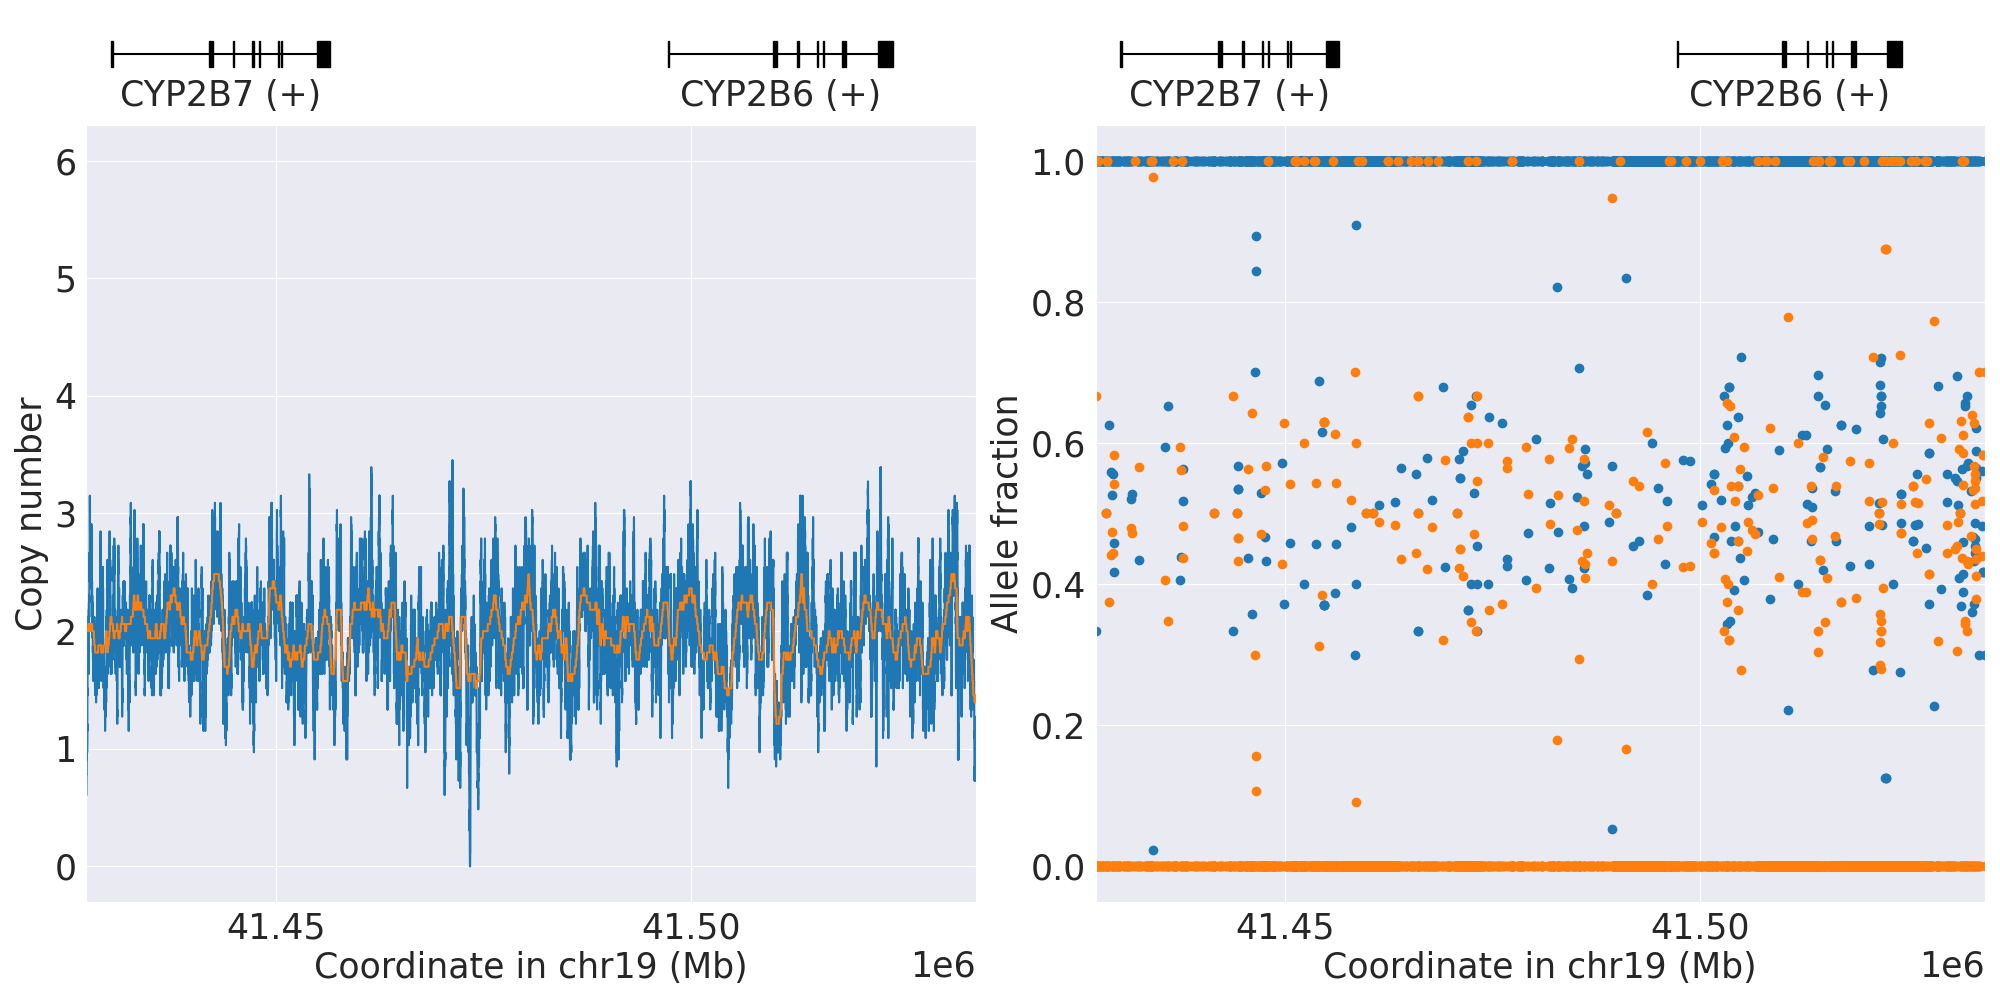 CYP2B7 (+)
CYP2B6 (+)
6
5
4
3
2
1
0
Copy number
41.45
41.50
Coordinate in chr19 (Mb)
1e6
CYP2B7 (+)
CYP2B6 (+)
1.0
0.8
0.6
0.4
0.2
0.0
Allele fraction
41.45
41.50
Coordinate in chr19 (Mb)
1e6